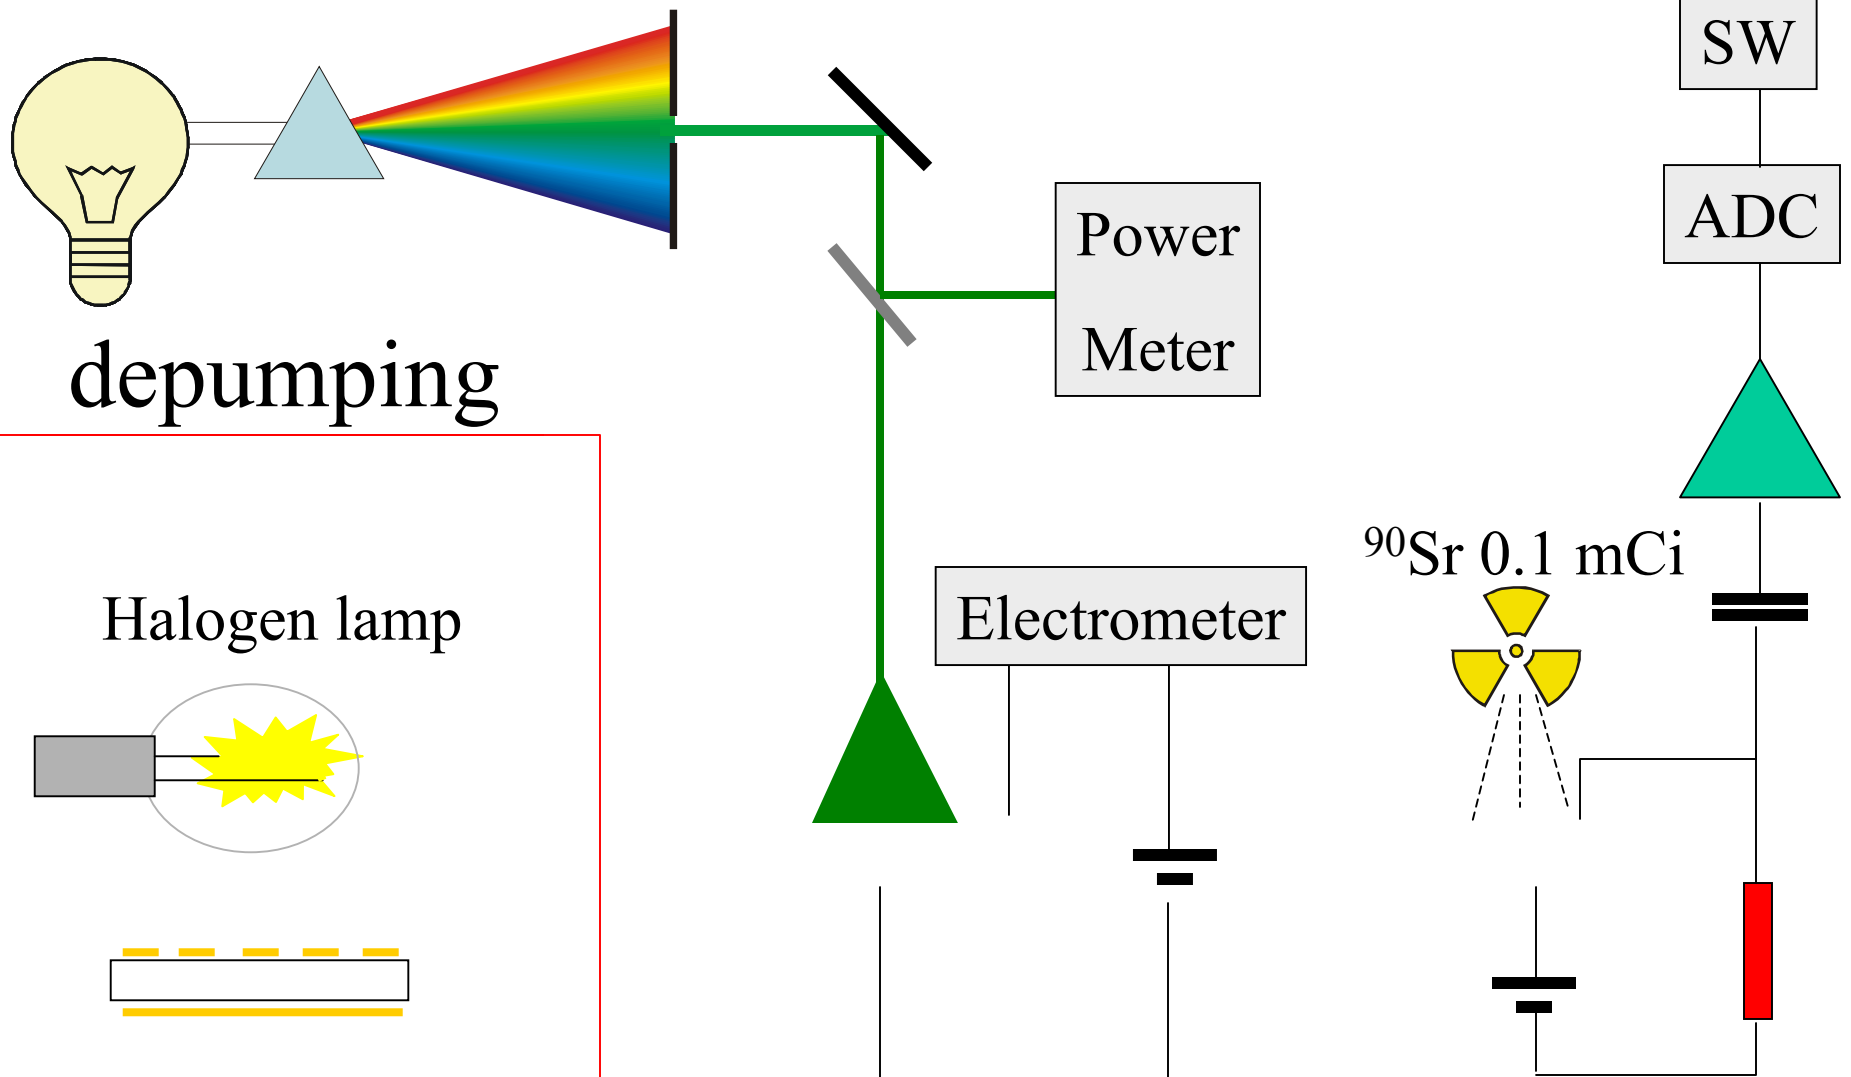 SW
ADC
Power
Meter
depumping
⁹⁰Sr 0.1 mCi
Electrometer
Halogen lamp